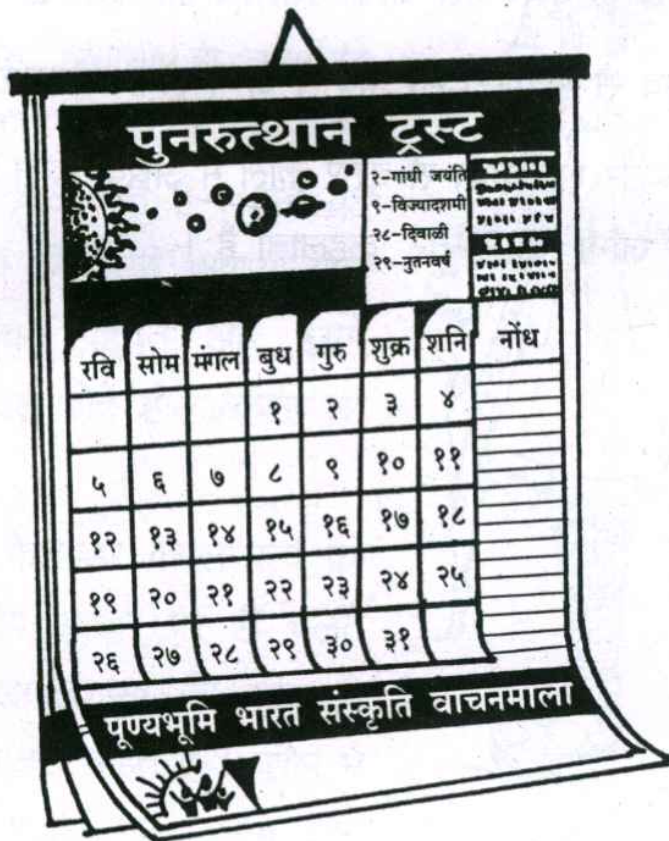 पुनरुत्थान ट्रस्ट
२-गांधी जयंति
९-विज्यादशमी
२८-दिवाळी
२९-नुतनवर्ष
रवि सोम मंगल बुध गुरु शुक्र शनि नोंध
१ २ ३ ४
५ ६ ७ ८ ९ १० ११
१२ १३ १४ १५ १६ १७ १८
१९ २० २१ २२ २३ २४ २५
२६ २७ २८ २९ ३० ३१
पूण्यभूमि भारत संस्कृति वाचनमाला